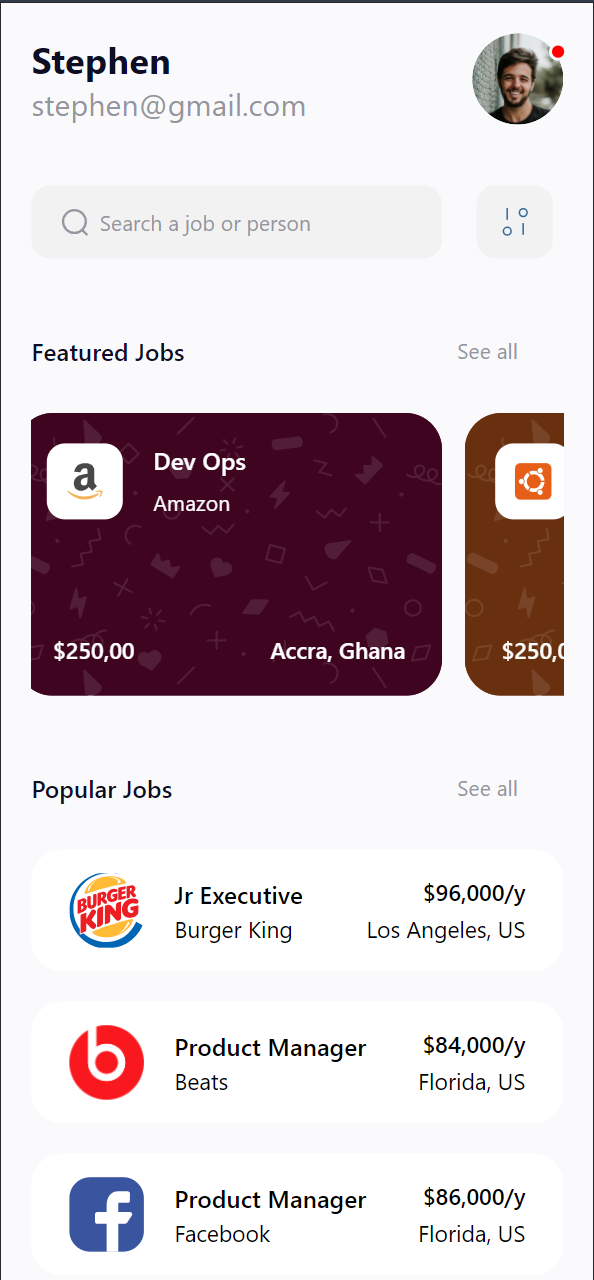 Stephen
stephen@gmail.com
Search a job or person
Featured Jobs
See all
a
Dev Ops
Amazon
$250,00
Accra, Ghana
$250,0
Popular Jobs
See all
BURGER
KING
Jr Executive
Burger King
$96,000/y
Los Angeles, US
b
Product Manager
Beats
$84,000/y
Florida, US
f
Product Manager
Facebook
$86,000/y
Florida, US